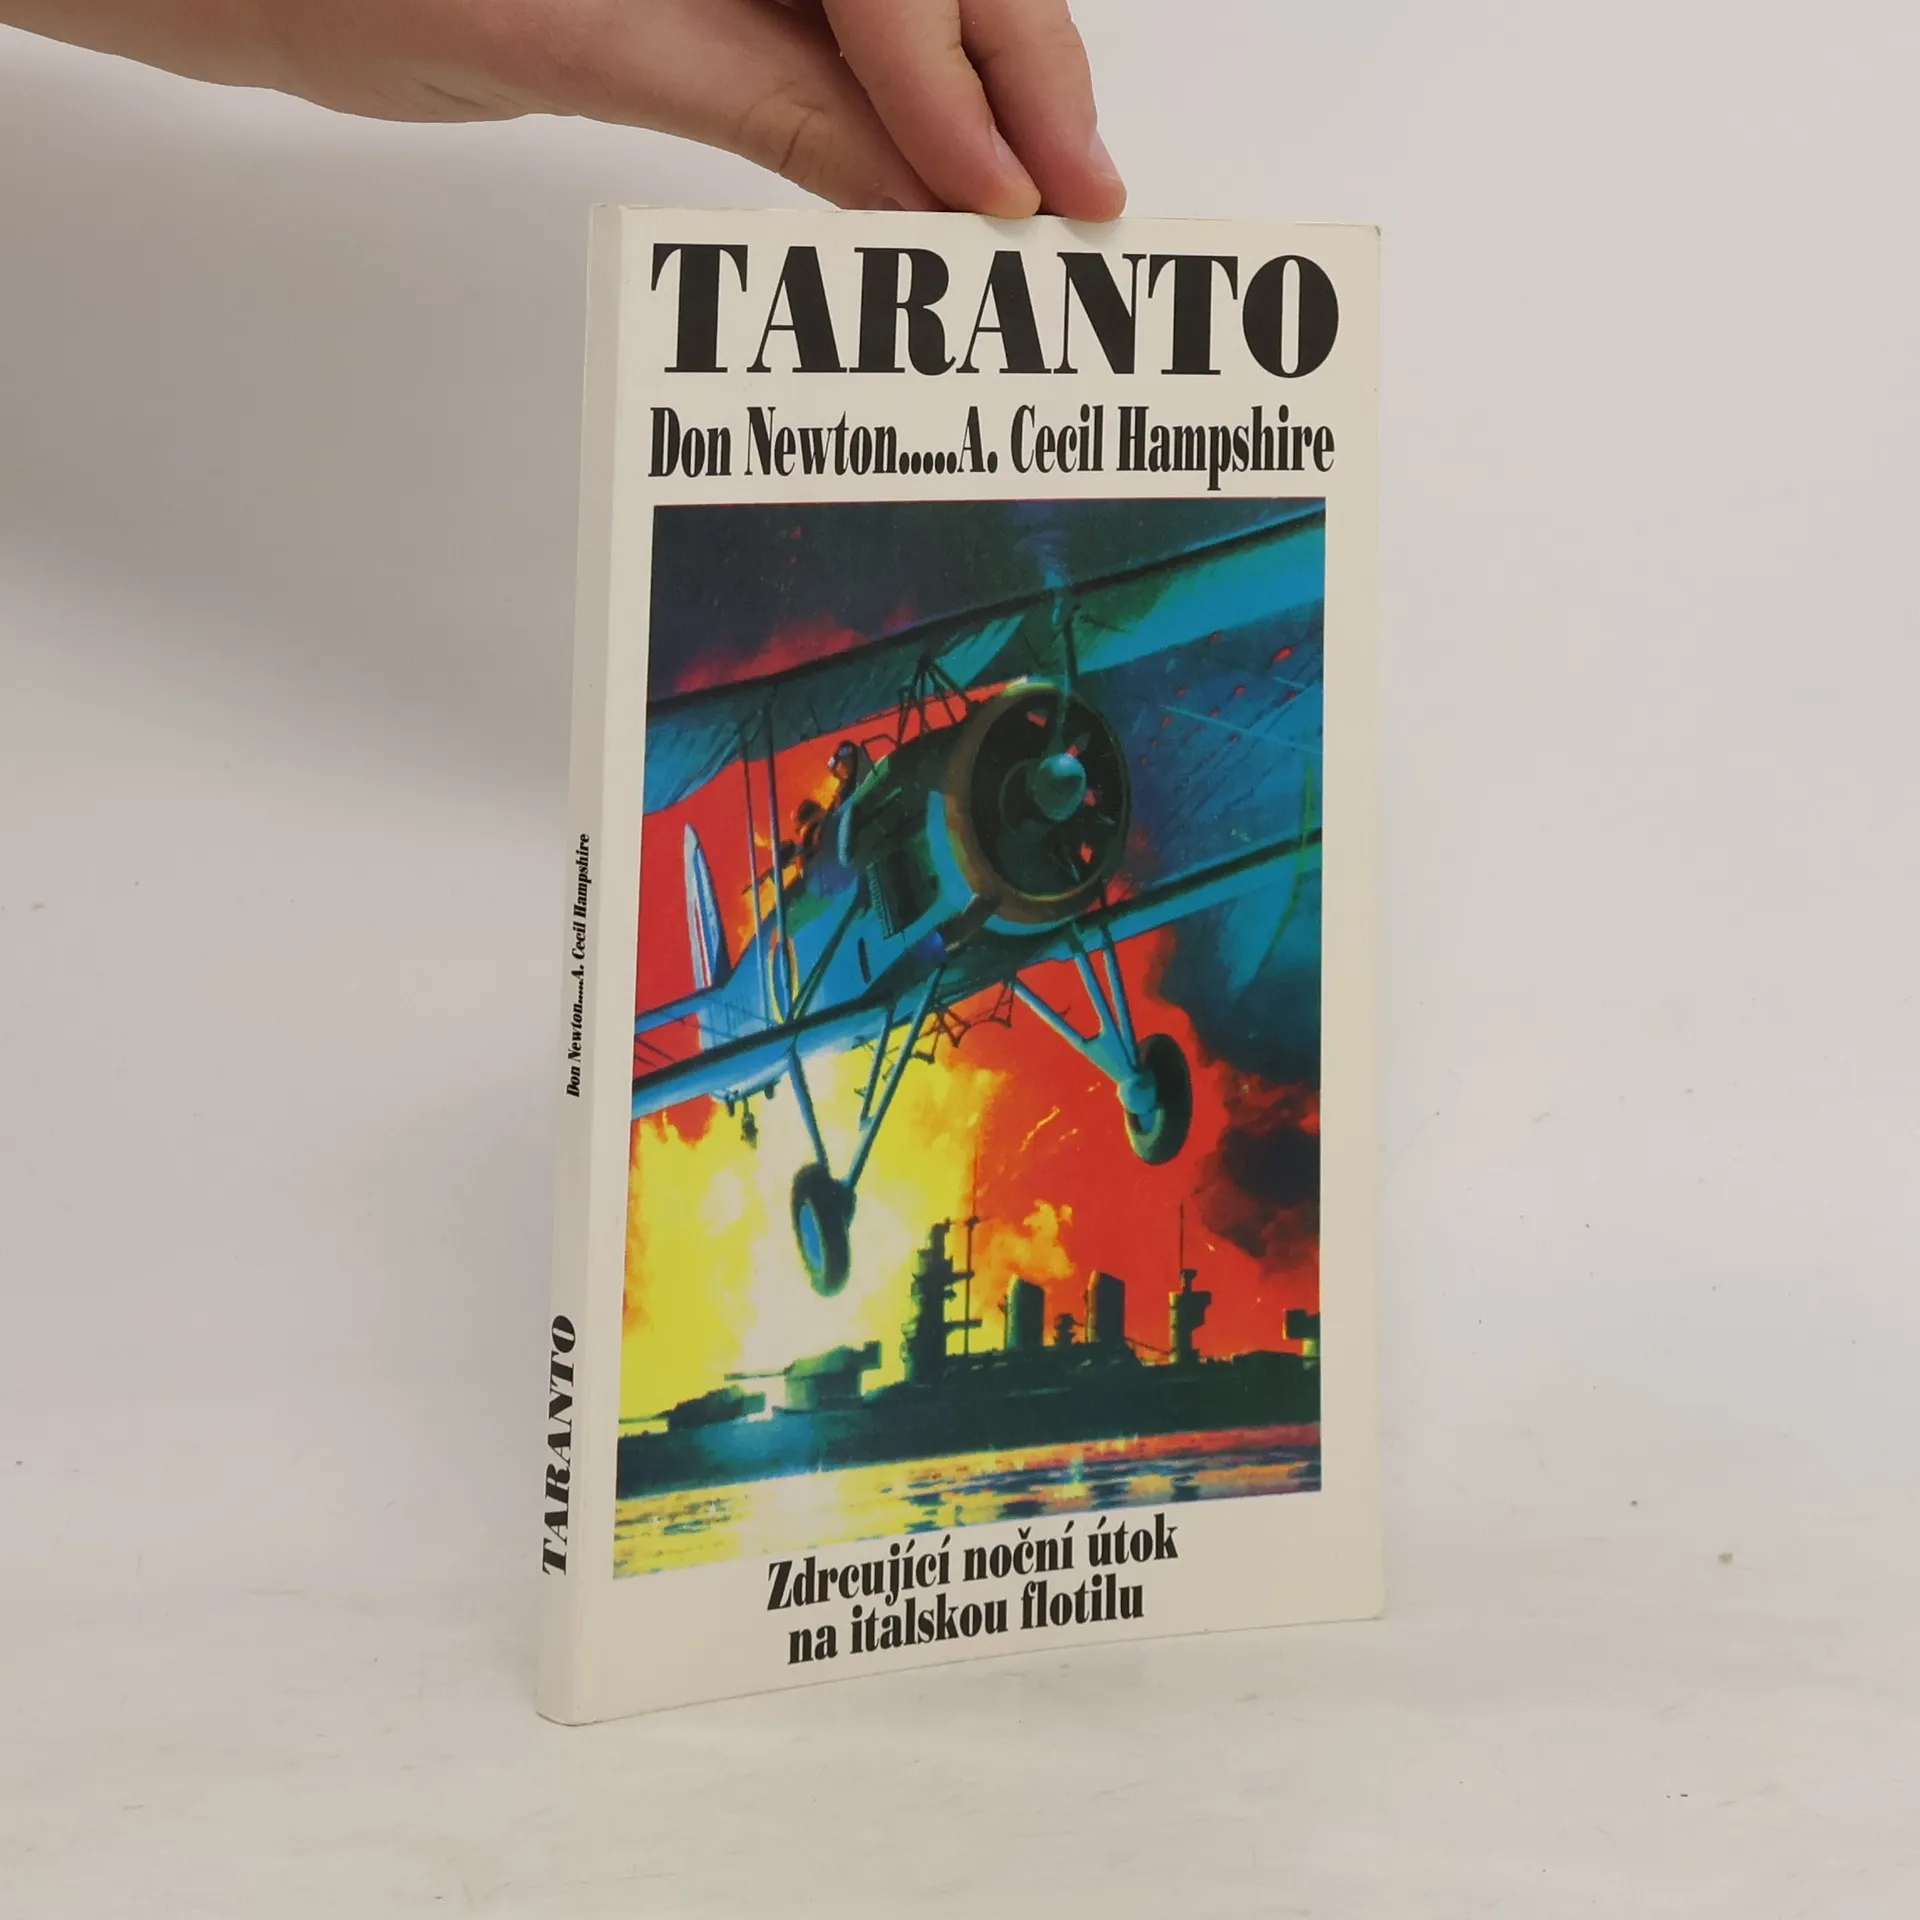 TARANTO
Don Newton.....A. Cecil Hampshire
Zdrcující noční útok
na italskou flotilu
Don Newton.....A. Cecil Hampshire
TARANTO